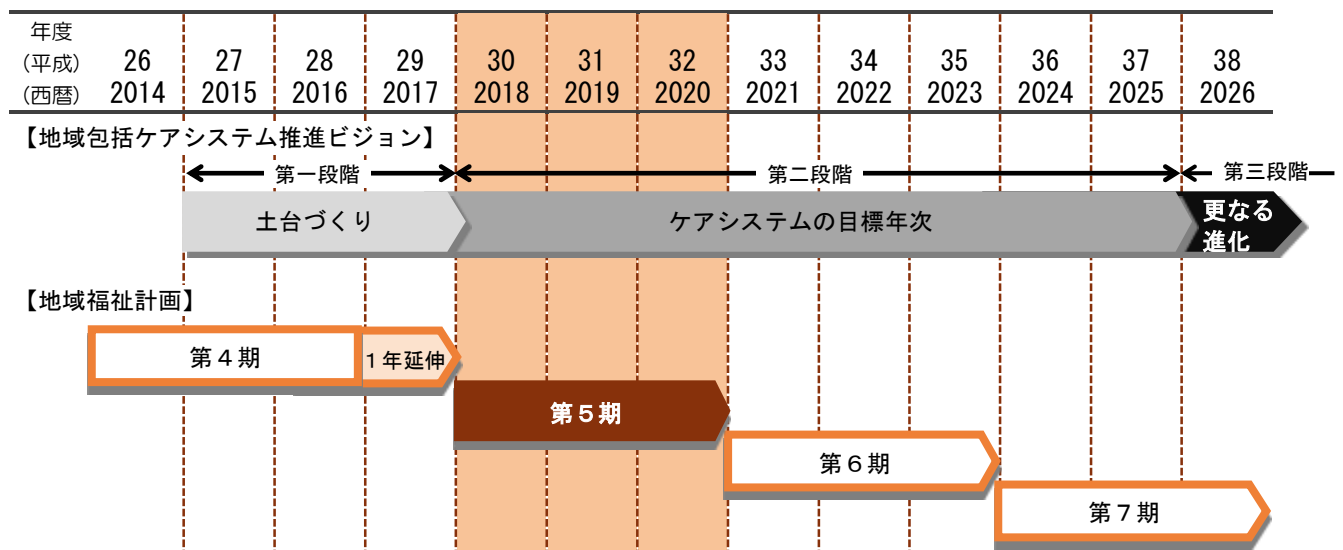 年度
(平成) 26 27 28 29 30 31 32 33 34 35 36 37 38
(西暦) 2014 2015 2016 2017 2018 2019 2020 2021 2022 2023 2024 2025 2026
【地域包括ケアシステム推進ビジョン】
第一段階 第二段階 第三段階
土台づくり ケアシステムの目標年次 更なる
進化
【地域福祉計画】
第4期 1年延伸
第5期
第6期
第7期